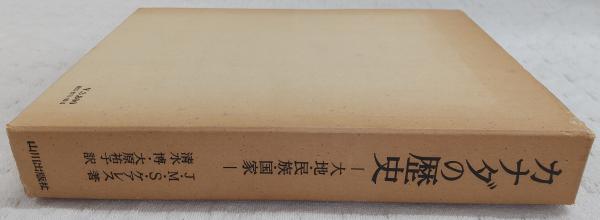 カナダの歴史
―大地・民族・国家―
J・M・S・ケアレス 著
清水 博・大原祐子 訳
山川出版社